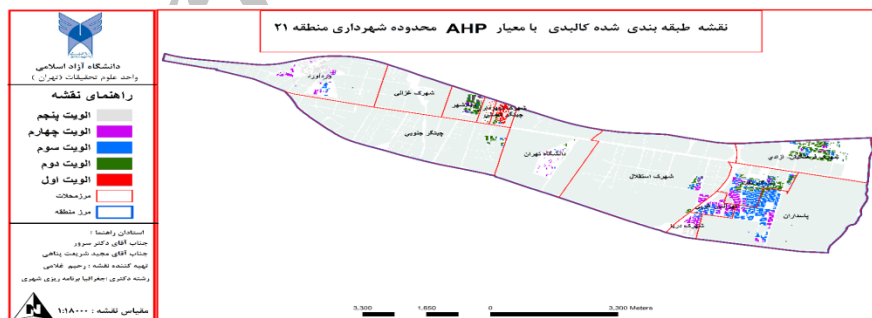 نقشه طبقه بندی شده کالبدی با معیار AHP محدوده شهرداری منطقه ۲۱
دانشگاه آزاد اسلامی
واحد علوم تحقیقات (تهران)
راهنمای نقشه
الویت پنجم
الویت چهارم
الویت سوم
الویت دوم
الویت اول
مرزمحلات
مرز منطقه
استادان راهنما :
جناب آقای دکتر سرور
جناب آقای مجید شریعت پناهی
تهیه کننده نقشه : رحیم غلامی
رشته دکتری :جغرافیا برنامه ریزی شهری
مقیاس نقشه : ۱:۱۸۰۰۰
N
وردآورد
شهرک غزالی
چیتگر جنوبی
دانشگاه تهران
شهرک استقلال
پاسداران
شهرک دریا
3,300 1,650 0 3,300 Meters